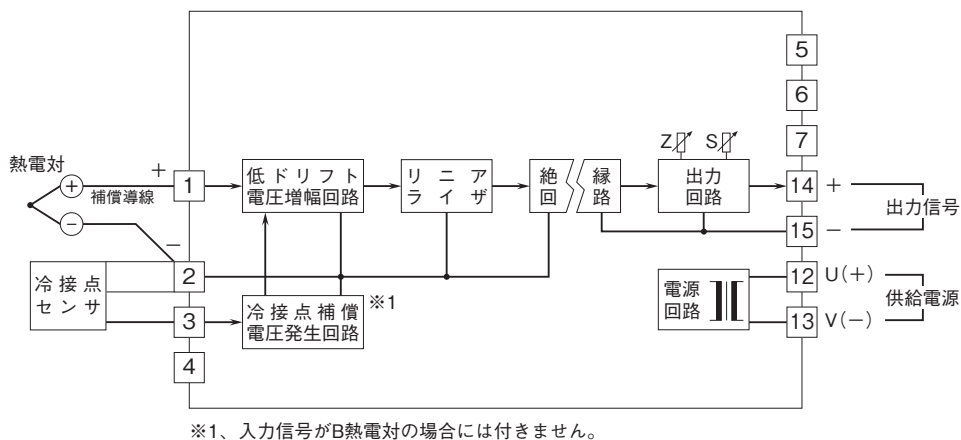 5
6
7
Z S
熱電対
+ + 1
補償導線
低ドリフト
電圧増幅回路
リニア
ライザ
絶縁
回路
出力
回路
14 +
15 −
出力信号
−
−
2
冷接点
センサ
3
冷接点補償
電圧発生回路
※1
電源
回路
12 U(+)
13 V(−)
供給電源
4
※1、入力信号がB熱電対の場合には付きません。